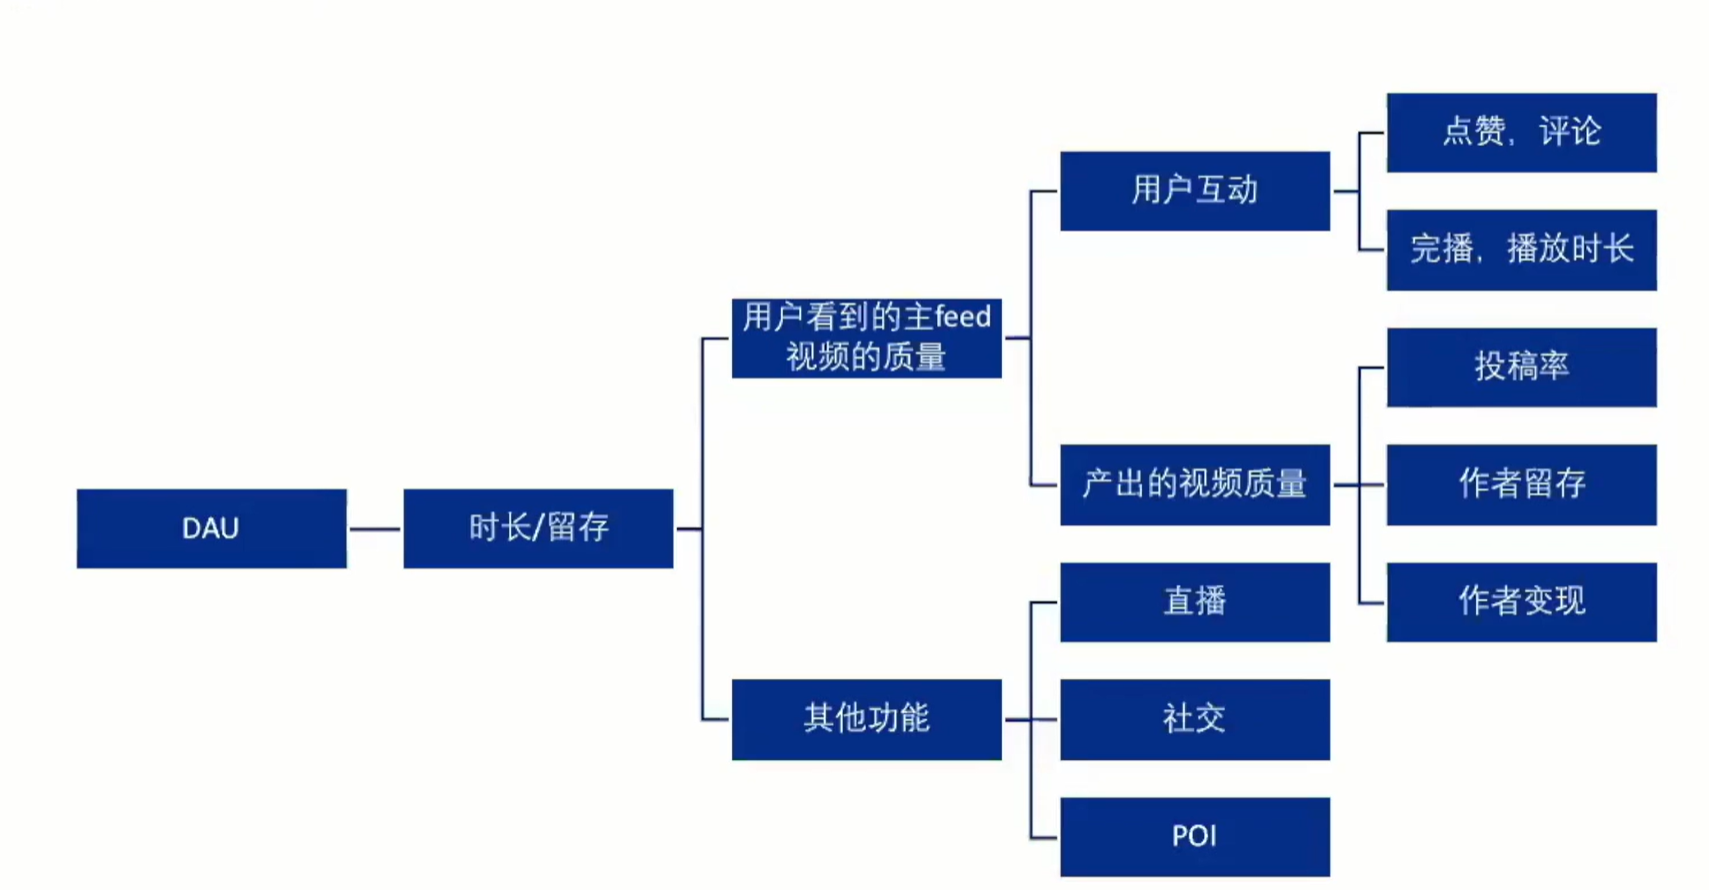 点赞，评论
用户互动
完播，播放时长
用户看到的主feed
视频的质量
投稿率
产出的视频质量
作者留存
DAU
时长/留存
直播
作者变现
其他功能
社交
POI